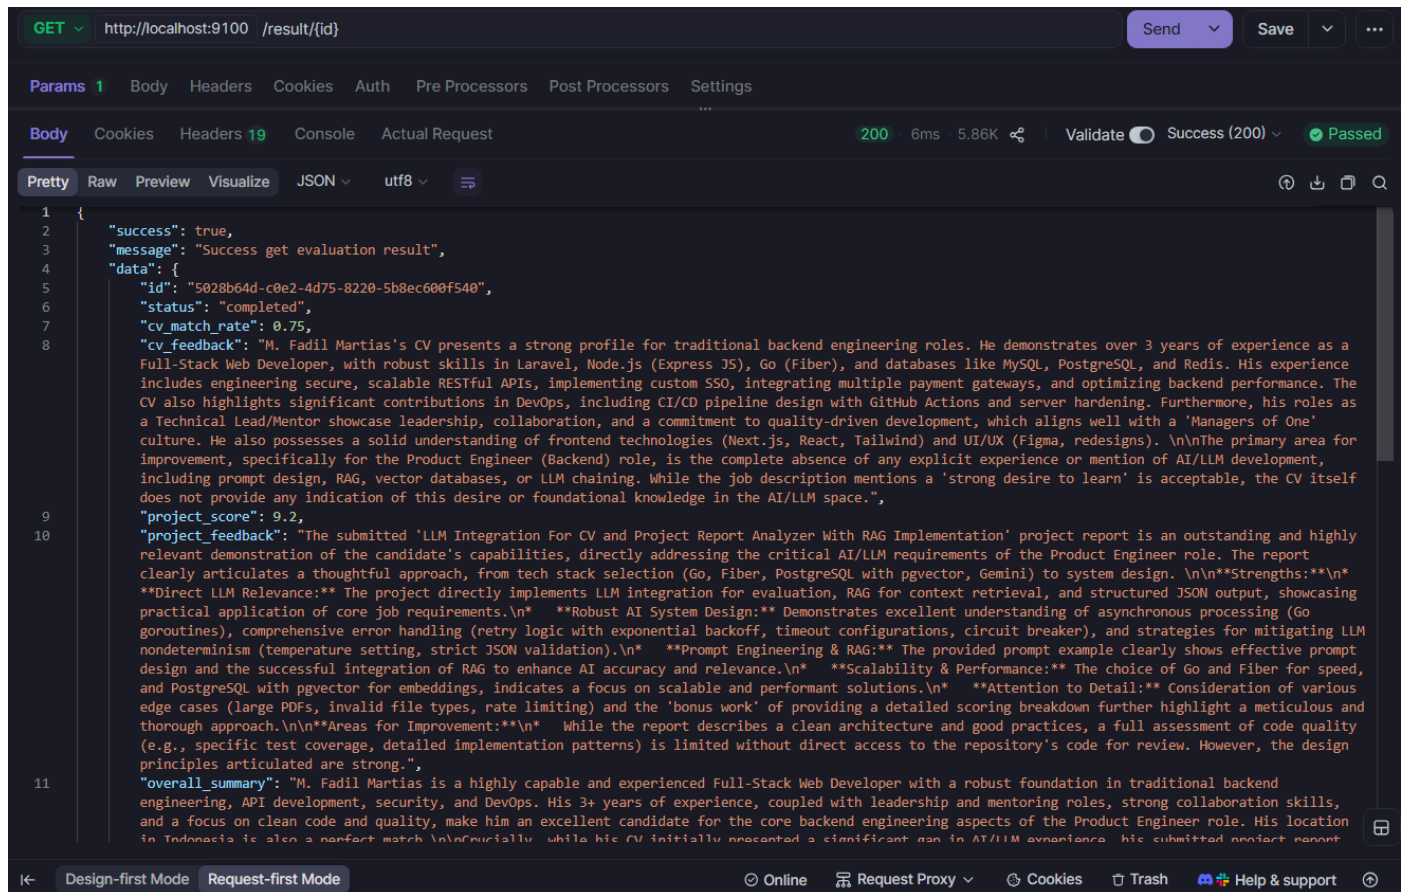 GET http://localhost:9100 /result/{id} Send Save
Params 1 Body Headers Cookies Auth Pre Processors Post Processors Settings
Body Cookies Headers 19 Console Actual Request 200 · 6ms · 5.86K Validate Success (200) Passed
Pretty Raw Preview Visualize JSON utf8
1 {
2 "success": true,
3 "message": "Success get evaluation result",
4 "data": {
5 "id": "5028b64d-c0e2-4d75-8220-5b8ec600f540",
6 "status": "completed",
7 "cv_match_rate": 0.75,
8 "cv_feedback": "M. Fadil Martias's CV presents a strong profile for traditional backend engineering roles. He demonstrates over 3 years of experience as a
Full-Stack Web Developer, with robust skills in Laravel, Node.js (Express JS), Go (Fiber), and databases like MySQL, PostgreSQL, and Redis. His experience
includes engineering secure, scalable RESTful APIs, implementing custom SSO, integrating multiple payment gateways, and optimizing backend performance. The
CV also highlights significant contributions in DevOps, including CI/CD pipeline design with GitHub Actions and server hardening. Furthermore, his roles as
a Technical Lead/Mentor showcase leadership, collaboration, and a commitment to quality-driven development, which aligns well with a 'Managers of One'
culture. He also possesses a solid understanding of frontend technologies (Next.js, React, Tailwind) and UI/UX (Figma, redesigns). \n\nThe primary area for
improvement, specifically for the Product Engineer (Backend) role, is the complete absence of any explicit experience or mention of AI/LLM development,
including prompt design, RAG, vector databases, or LLM chaining. While the job description mentions a 'strong desire to learn' is acceptable, the CV itself
does not provide any indication of this desire or foundational knowledge in the AI/LLM space.",
9 "project_score": 9.2,
10 "project_feedback": "The submitted 'LLM Integration For CV and Project Report Analyzer With RAG Implementation' project report is an outstanding and highly
relevant demonstration of the candidate's capabilities, directly addressing the critical AI/LLM requirements of the Product Engineer role. The report
clearly articulates a thoughtful approach, from tech stack selection (Go, Fiber, PostgreSQL with pgvector, Gemini) to system design. \n\n**Strengths:**\n*
**Direct LLM Relevance:** The project directly implements LLM integration for evaluation, RAG for context retrieval, and structured JSON output, showcasing
practical application of core job requirements.\n*   **Robust AI System Design:** Demonstrates excellent understanding of asynchronous processing (Go
goroutines), comprehensive error handling (retry logic with exponential backoff, timeout configurations, circuit breaker), and strategies for mitigating LLM
nondeterminism (temperature setting, strict JSON validation).\n*   **Prompt Engineering & RAG:** The provided prompt example clearly shows effective prompt
design and the successful integration of RAG to enhance AI accuracy and relevance.\n*   **Scalability & Performance:** The choice of Go and Fiber for speed,
and PostgreSQL with pgvector for embeddings, indicates a focus on scalable and performant solutions.\n*   **Attention to Detail:** Consideration of various
edge cases (large PDFs, invalid file types, rate limiting) and the 'bonus work' of providing a detailed scoring breakdown further highlight a meticulous and
thorough approach.\n\n**Areas for Improvement:**\n*   While the report describes a clean architecture and good practices, a full assessment of code quality
(e.g., specific test coverage, detailed implementation patterns) is limited without direct access to the repository's code for review. However, the design
principles articulated are strong.",
11 "overall_summary": "M. Fadil Martias is a highly capable and experienced Full-Stack Web Developer with a robust foundation in traditional backend
engineering, API development, security, and DevOps. His 3+ years of experience, coupled with leadership and mentoring roles, strong collaboration skills,
and a focus on clean code and quality, make him an excellent candidate for the core backend engineering aspects of the Product Engineer role. His location
in Indonesia is also a perfect match.\n\nCrucially, while his CV initially presented a significant gap in AI/LLM experience, his submitted project report
Design-first Mode Request-first Mode Online Request Proxy Cookies Trash Help & support